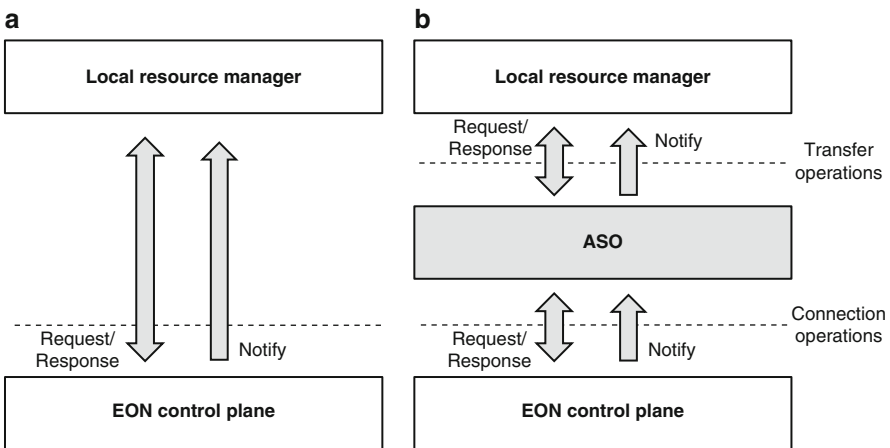 a
Local resource manager
Request/
Response
Notify
EON control plane
b
Local resource manager
Request/
Response
Notify
Transfer
operations
ASO
Request/
Response
Notify
Connection
operations
EON control plane